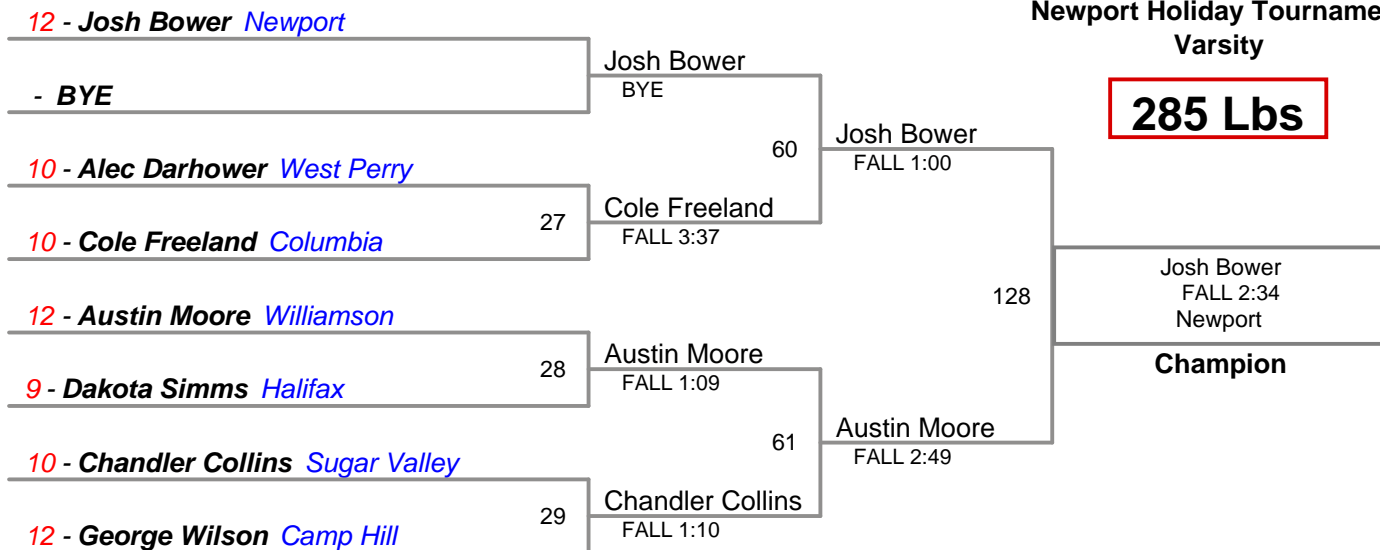 Newport Holiday Tourname
Varsity
285 Lbs
12 - Josh Bower Newport
- BYE
10 - Alec Darhower West Perry
10 - Cole Freeland Columbia
12 - Austin Moore Williamson
9 - Dakota Simms Halifax
10 - Chandler Collins Sugar Valley
12 - George Wilson Camp Hill
Josh Bower
BYE
27
Cole Freeland
FALL 3:37
28
Austin Moore
FALL 1:09
29
Chandler Collins
FALL 1:10
60
Josh Bower
FALL 1:00
61
Austin Moore
FALL 2:49
128
Josh Bower
FALL 2:34
Newport
Champion